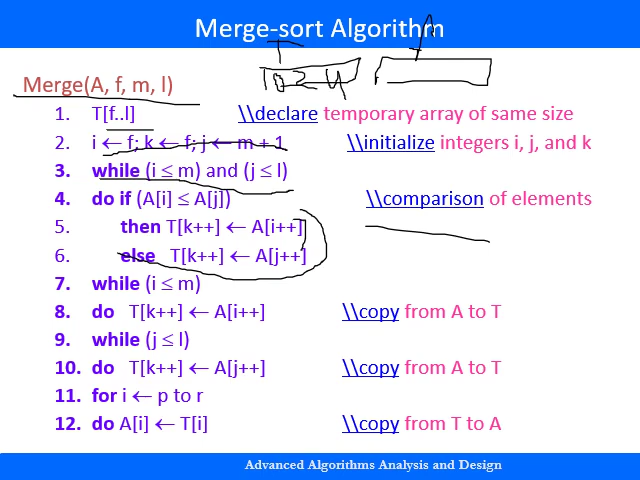 Merge-sort Algorithm
T
A
Merge(A, f, m, l)
1. T[f..l] \\declare temporary array of same size
2. i ← f; k ← f; j ← m + 1 \\initialize integers i, j, and k
3. while (i ≤ m) and (j ≤ l)
4. do if (A[i] ≤ A[j]) \\comparison of elements
5. then T[k++] ← A[i++]
6. else T[k++] ← A[j++]
7. while (i ≤ m)
8. do T[k++] ← A[i++] \\copy from A to T
9. while (j ≤ l)
10. do T[k++] ← A[j++] \\copy from A to T
11. for i ← p to r
12. do A[i] ← T[i] \\copy from T to A
Advanced Algorithms Analysis and Design